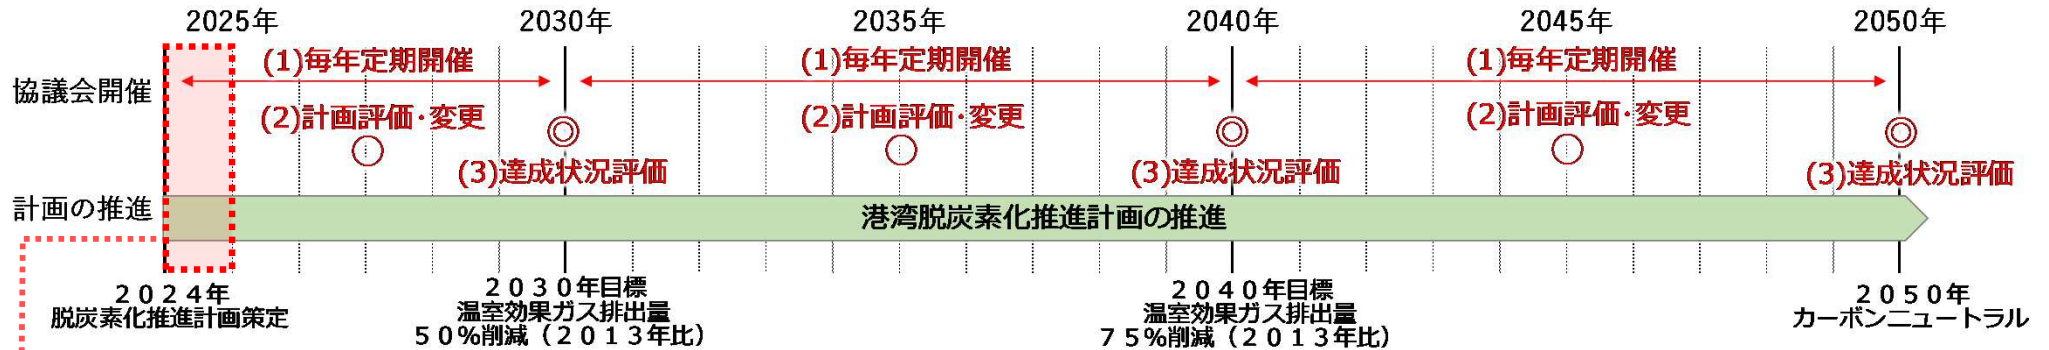 2025年
2030年
2035年
2040年
2045年
2050年
協議会開催
(1)毎年定期開催
(1)毎年定期開催
(1)毎年定期開催
(2)計画評価・変更
(2)計画評価・変更
(2)計画評価・変更
(3)達成状況評価
(3)達成状況評価
(3)達成状況評価
計画の推進
港湾脱炭素化推進計画の推進
２０２４年
脱炭素化推進計画策定
２０３０年目標
温室効果ガス排出量
５０％削減（２０１３年比）
２０４０年目標
温室効果ガス排出量
７５％削減（２０１３年比）
２０５０年
カーボンニュートラル